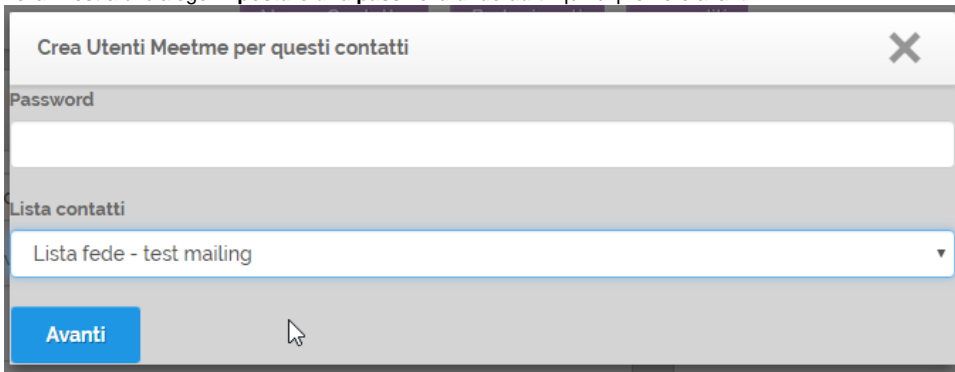 Crea Utenti Meetme per questi contatti
Password
Lista contatti
Lista fede - test mailing
Avanti